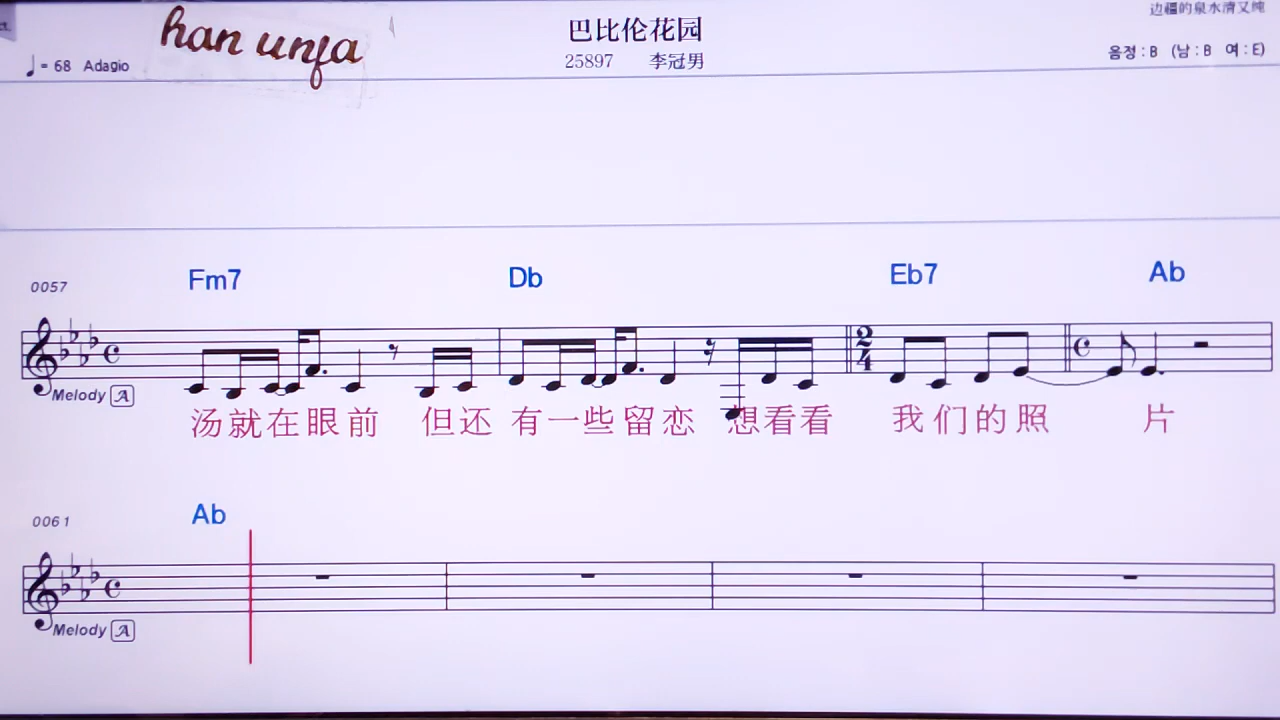 han unfa
巴比伦花园
边疆的泉水清又纯
♩= 68 Adagio
25897 李冠男
음정 : B (남 : B 여 : E)
0057 Fm7 Db Eb7 Ab
2/4
Melody A
汤就在眼前 但还 有一些留恋 想看看 我们的照 片
0061 Ab
Melody A